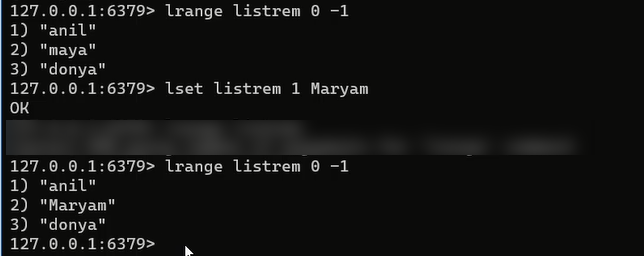 127.0.0.1:6379> lrange listrem 0 -1
1) "anil"
2) "maya"
3) "donya"
127.0.0.1:6379> lset listrem 1 Maryam
OK
127.0.0.1:6379> lrange listrem 0 -1
1) "anil"
2) "Maryam"
3) "donya"
127.0.0.1:6379>